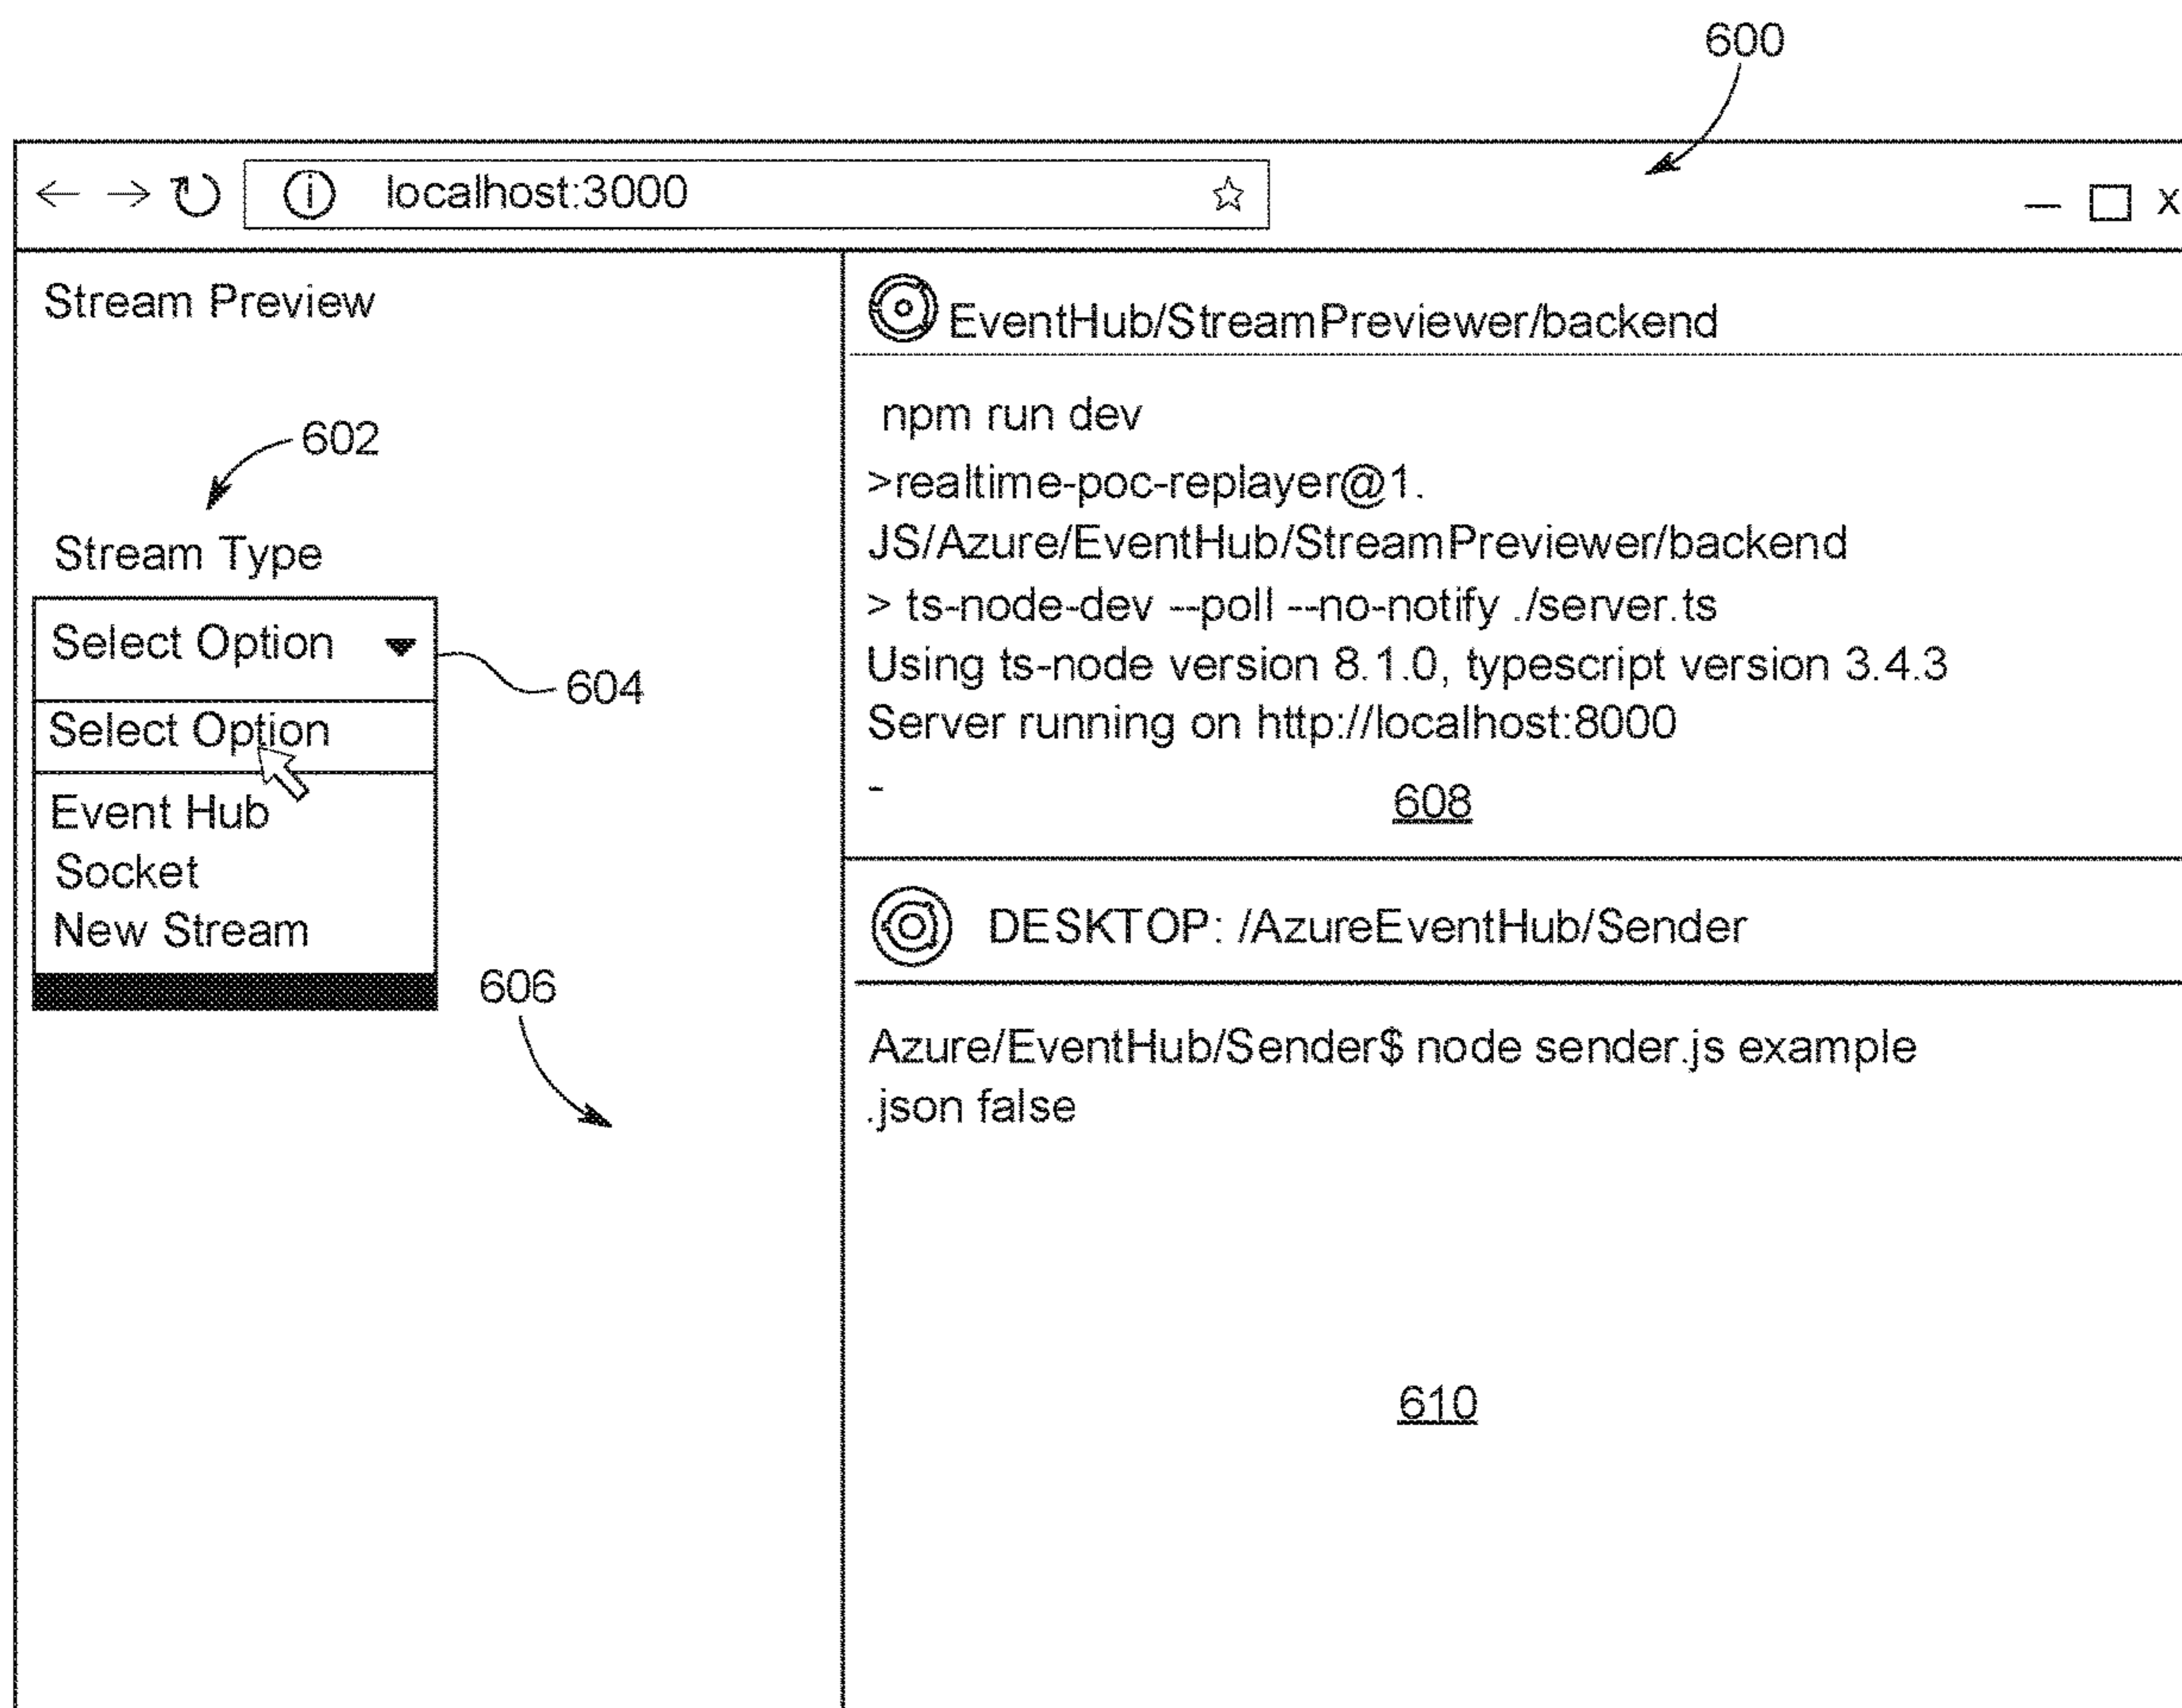 600
localhost:3000
X
Stream Preview
602
Stream Type
Select Option
604
Select Option
Event Hub
Socket
New Stream
606
EventHub/StreamPreviewer/backend
npm run dev
>realtime-poc-replayer@1.
JS/Azure/EventHub/StreamPreviewer/backend
> ts-node-dev --poll --no-notify ./server.ts
Using ts-node version 8.1.0, typescript version 3.4.3
Server running on http://localhost:8000
-
608
DESKTOP: /AzureEventHub/Sender
Azure/EventHub/Sender$ node sender.js example
.json false
610